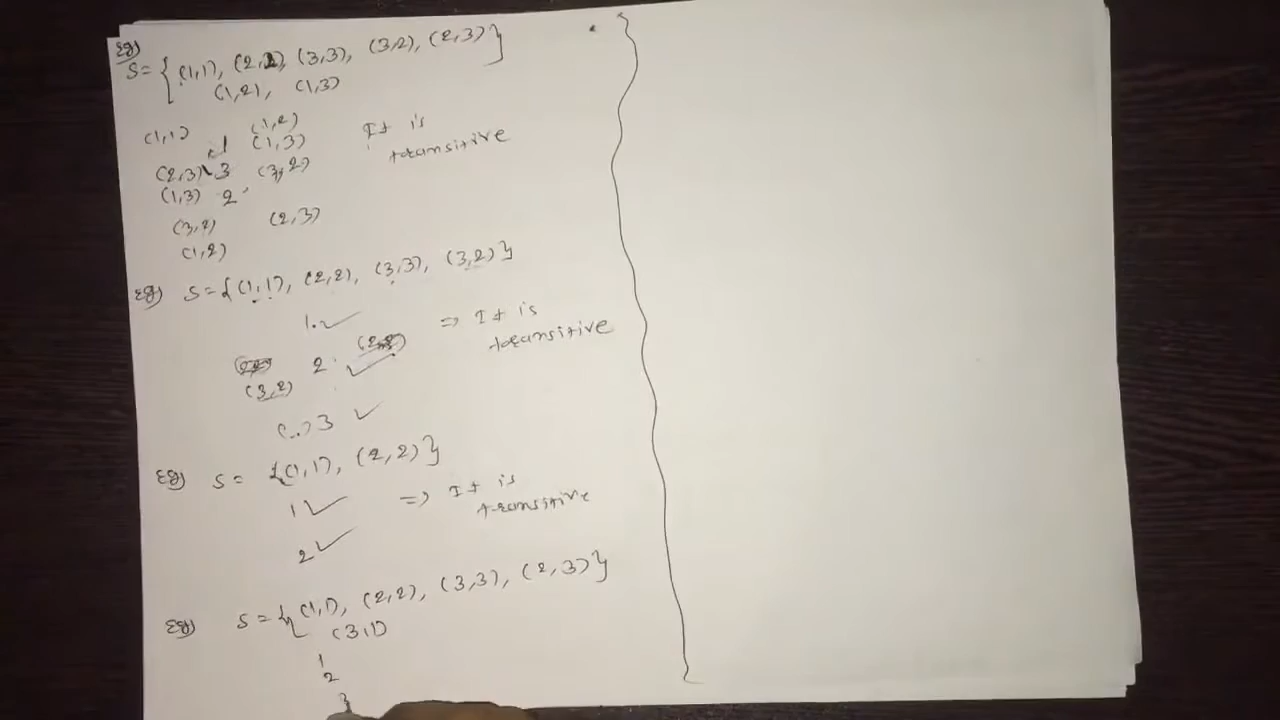 Eg)
S = { (1,1), (2,2), (3,3), (3,2), (2,3) }
(1,2), (1,3)
(1,1) (1,2)
1 (1,3) It is
transitive
(2,3) 3 (3,2)
(1,3) 2
(3,2) (2,3)
(1,2)
Eg) S = { (1,1), (2,2), (3,3), (3,2) }
1. ✓ => It is
transitive
2 ✓
(3,2)
3 ✓
Eg) S = { (1,1), (2,2) }
1 ✓ => It is
transitive
2 ✓
Eg) S = { (1,1), (2,2), (3,3), (2,3) }
(3,1)
1
2
3